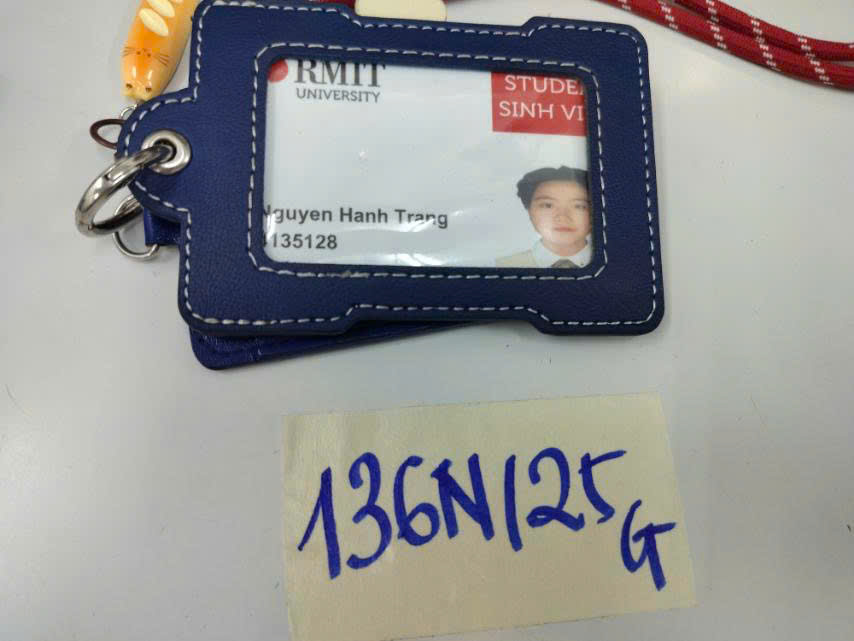 RMIT
UNIVERSITY
STUDE
SINH VI
Nguyen Hanh Trang
135128
136N125
G